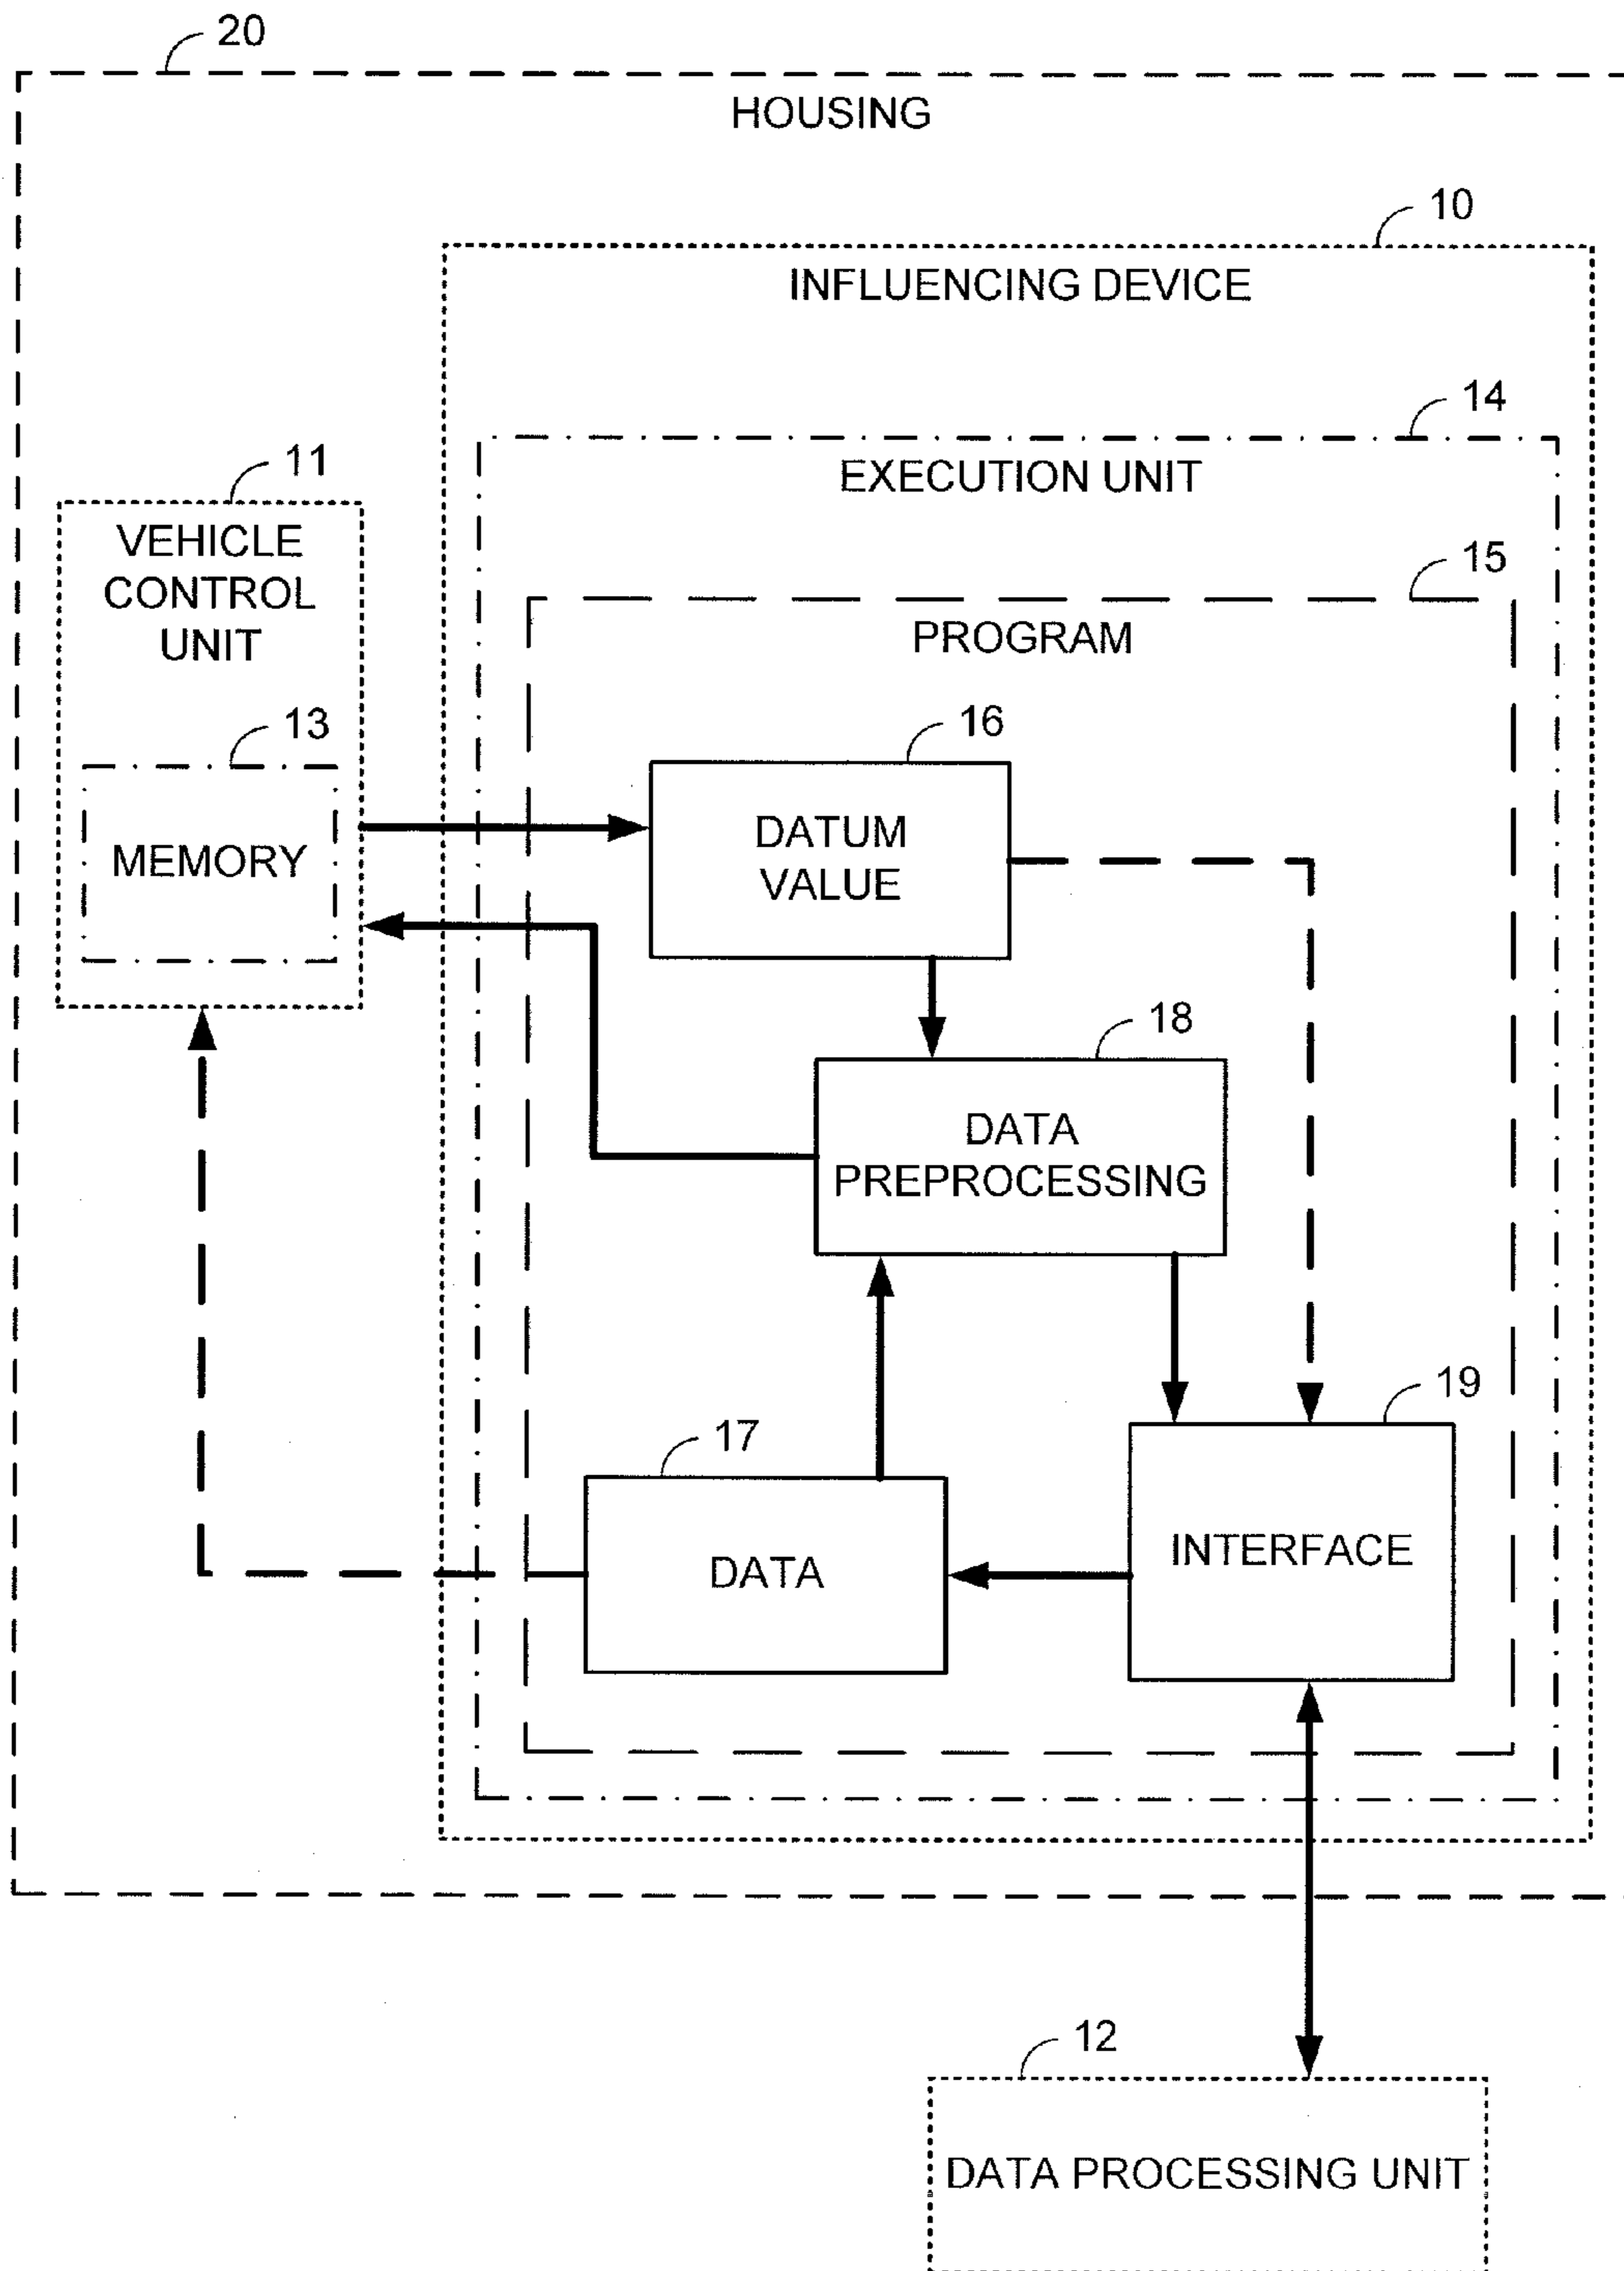 20
HOUSING
10
INFLUENCING DEVICE
14
EXECUTION UNIT
11
VEHICLE
CONTROL
UNIT
15
PROGRAM
13
MEMORY
16
DATUM
VALUE
18
DATA
PREPROCESSING
19
INTERFACE
17
DATA
12
DATA PROCESSING UNIT